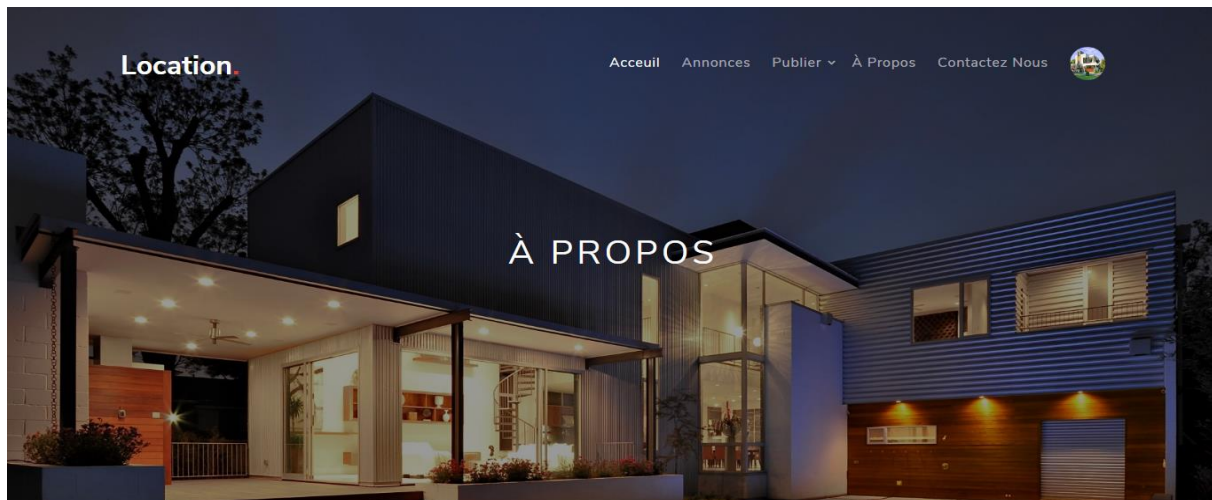 Location.
Acceuil Annonces Publier À Propos Contactez Nous
À PROPOS